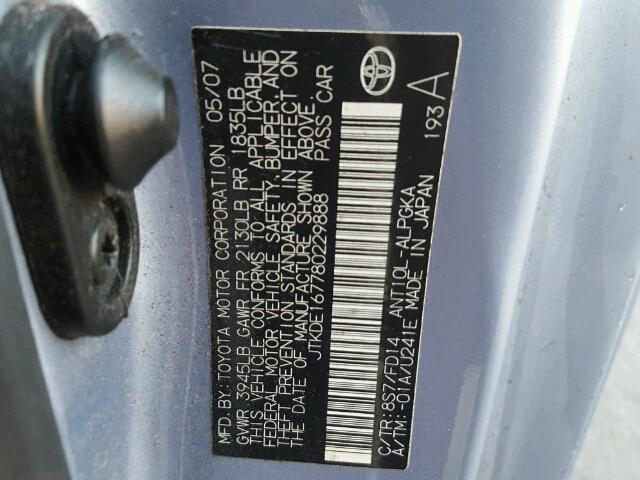 MFD. BY: TOYOTA MOTOR CORPORATION 05/07
GVWR 3945LB GAWR FR 2130LB RR 1835LB
THIS VEHICLE CONFORMS TO ALL APPLICABLE
FEDERAL MOTOR VEHICLE SAFETY, BUMPER, AND
THEFT PREVENTION STANDARDS IN EFFECT ON
THE DATE OF MANUFACTURE SHOWN ABOVE.
JTKDE167780229888 PASS CAR
C/TR: 8S7/FD14 ANT10L-ALPGKA
A/TM: -01A/U241E MADE IN JAPAN 193 A